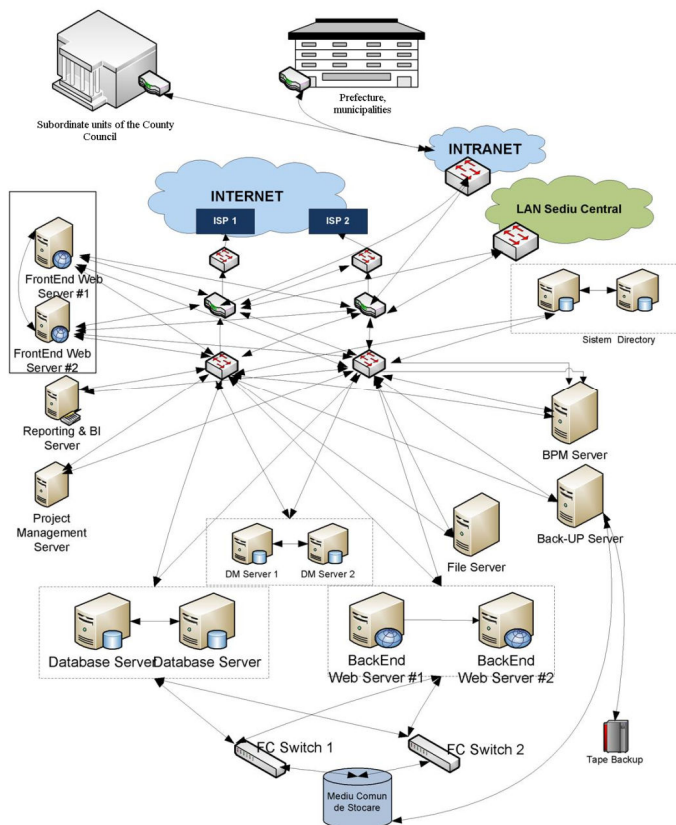 Subordinate units of the County
Council
Prefecture,
municipalities
INTRANET
INTERNET
ISP 1
ISP 2
LAN Sediu Central
FrontEnd Web
Server #1
FrontEnd Web
Server #2
Sistem Directory
Reporting & BI
Server
BPM Server
Project
Management
Server
Back-UP Server
File Server
DM Server 1
DM Server 2
Database Server
Database Server
BackEnd
Web Server #1
BackEnd
Web Server #2
FC Switch 1
FC Switch 2
Tape Backup
Mediu Comun
de Stocare